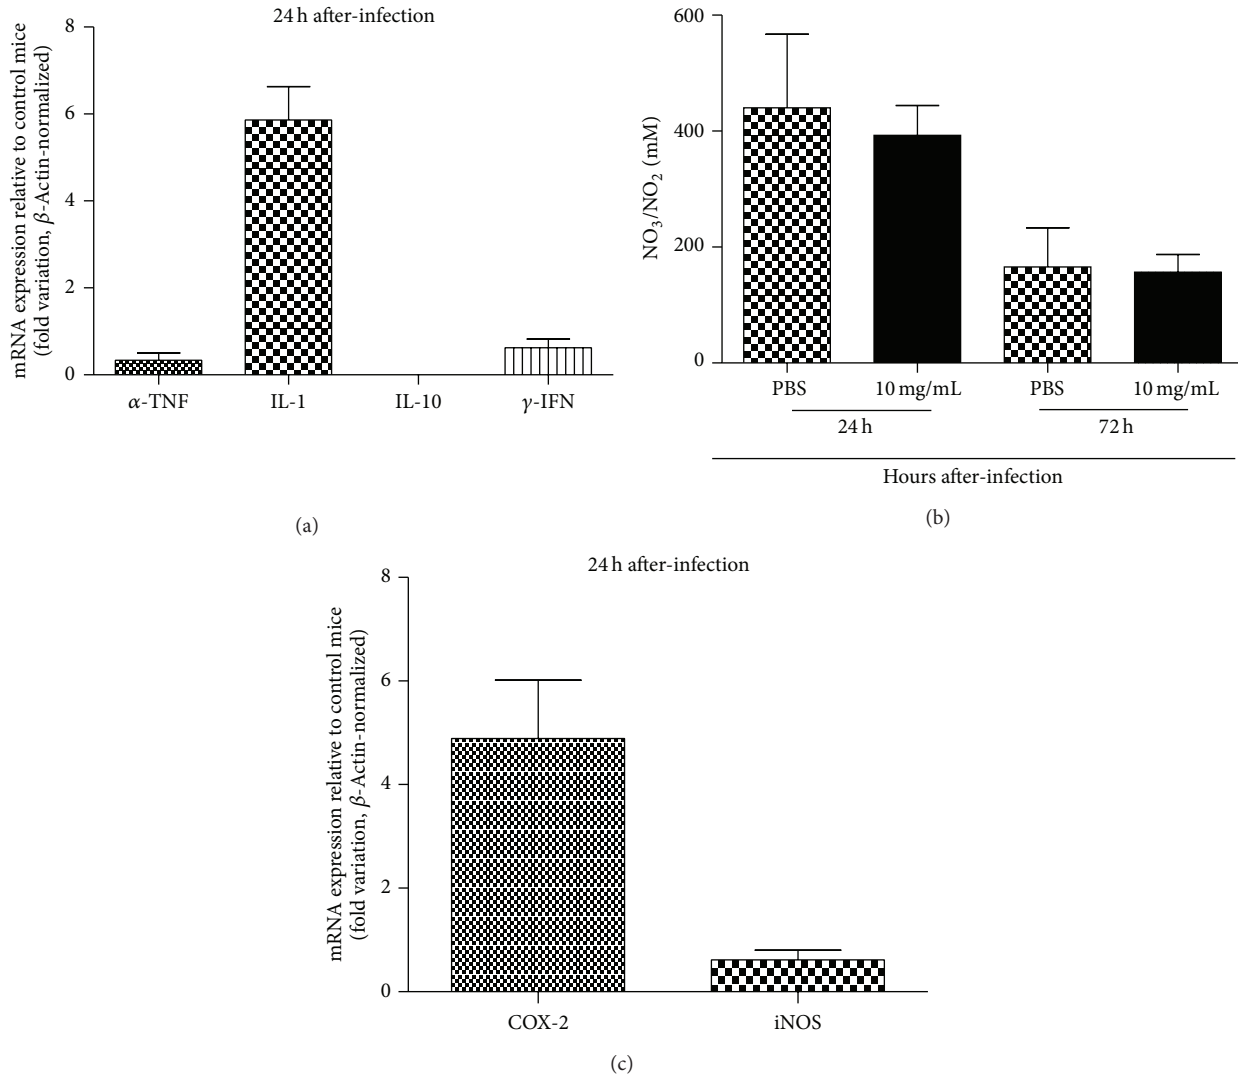 24 h after-infection
mRNA expression relative to control mice
(fold variation, β-Actin-normalized)
8
6
4
2
0
α-TNF
IL-1
IL-10
γ-IFN
(a)
NO3/NO2 (mM)
600
400
200
0
PBS
10 mg/mL
PBS
10 mg/mL
24 h
72 h
Hours after-infection
(b)
24 h after-infection
mRNA expression relative to control mice
(fold variation, β-Actin-normalized)
8
6
4
2
0
COX-2
iNOS
(c)